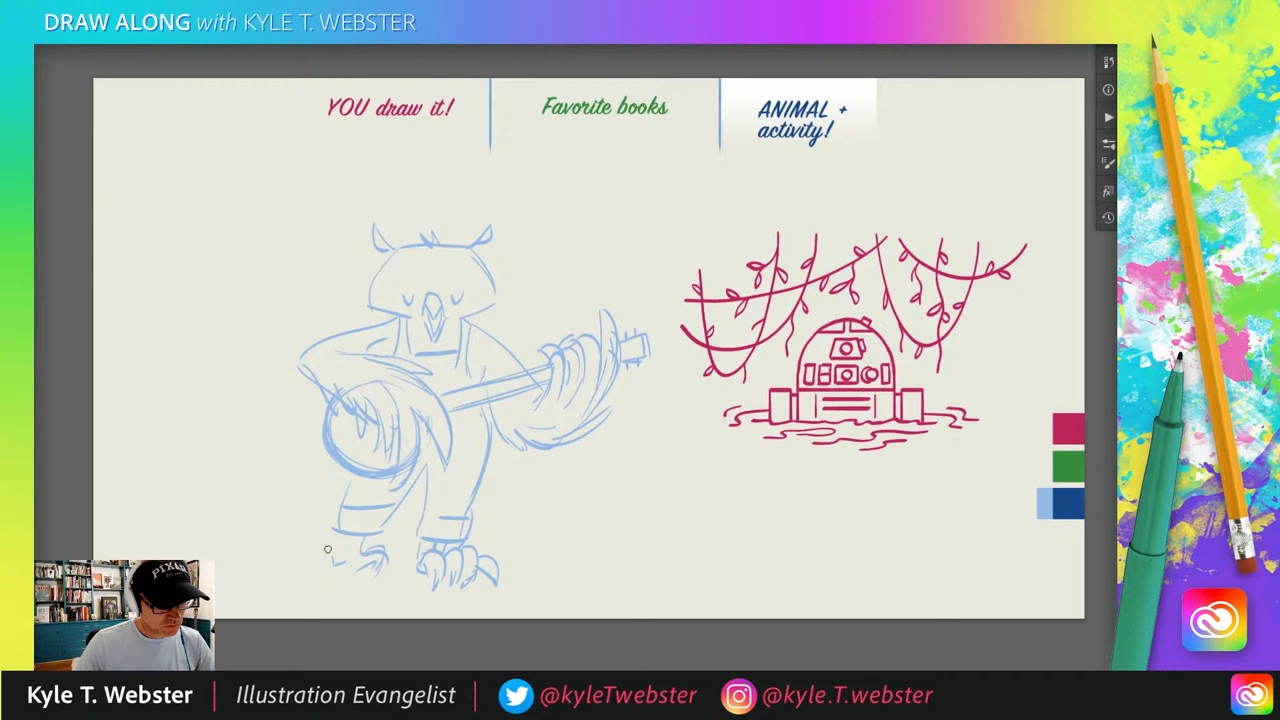 DRAW ALONG with KYLE T. WEBSTER
YOU draw it!
Favorite books
ANIMAL +
activity!
PIXAR
Kyle T. Webster | Illustration Evangelist | @kyleTwebster @kyle.T.webster